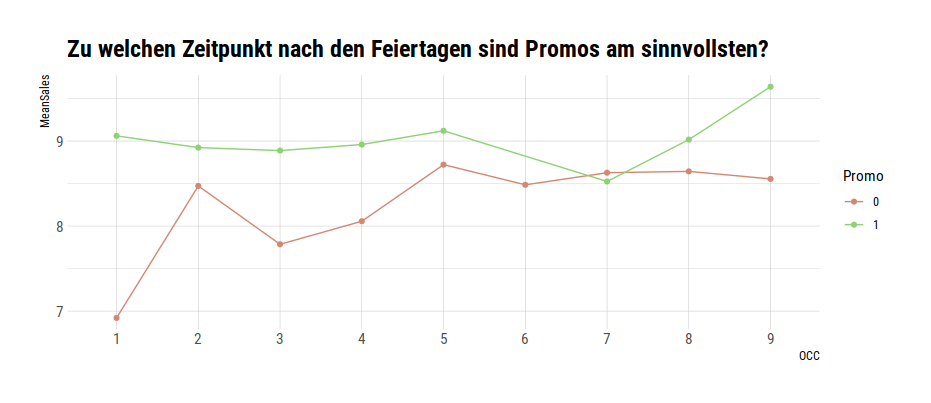 Zu welchen Zeitpunkt nach den Feiertagen sind Promos am sinnvollsten?
MeanSales
9
8
7
1 2 3 4 5 6 7 8 9
OCC
Promo
0
1